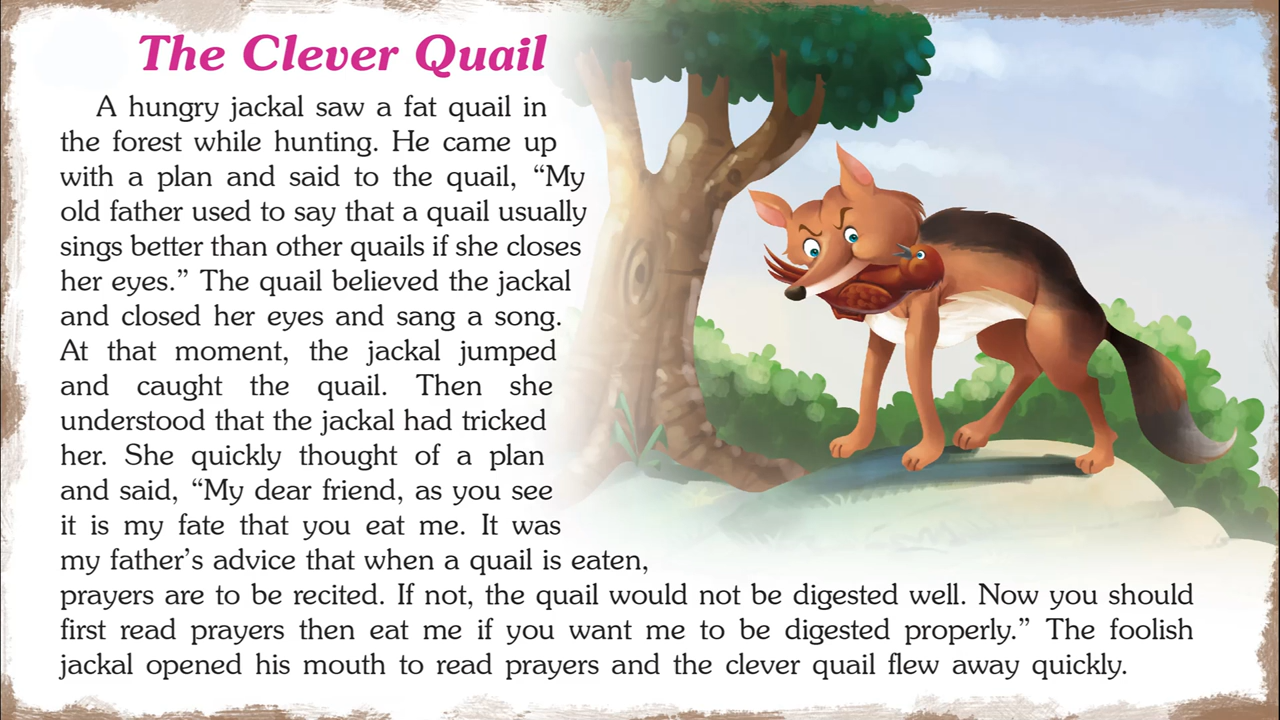 The Clever Quail
A hungry jackal saw a fat quail in
the forest while hunting. He came up
with a plan and said to the quail, “My
old father used to say that a quail usually
sings better than other quails if she closes
her eyes.” The quail believed the jackal
and closed her eyes and sang a song.
At that moment, the jackal jumped
and caught the quail. Then she
understood that the jackal had tricked
her. She quickly thought of a plan
and said, “My dear friend, as you see
it is my fate that you eat me. It was
my father’s advice that when a quail is eaten,
prayers are to be recited. If not, the quail would not be digested well. Now you should
first read prayers then eat me if you want me to be digested properly.” The foolish
jackal opened his mouth to read prayers and the clever quail flew away quickly.